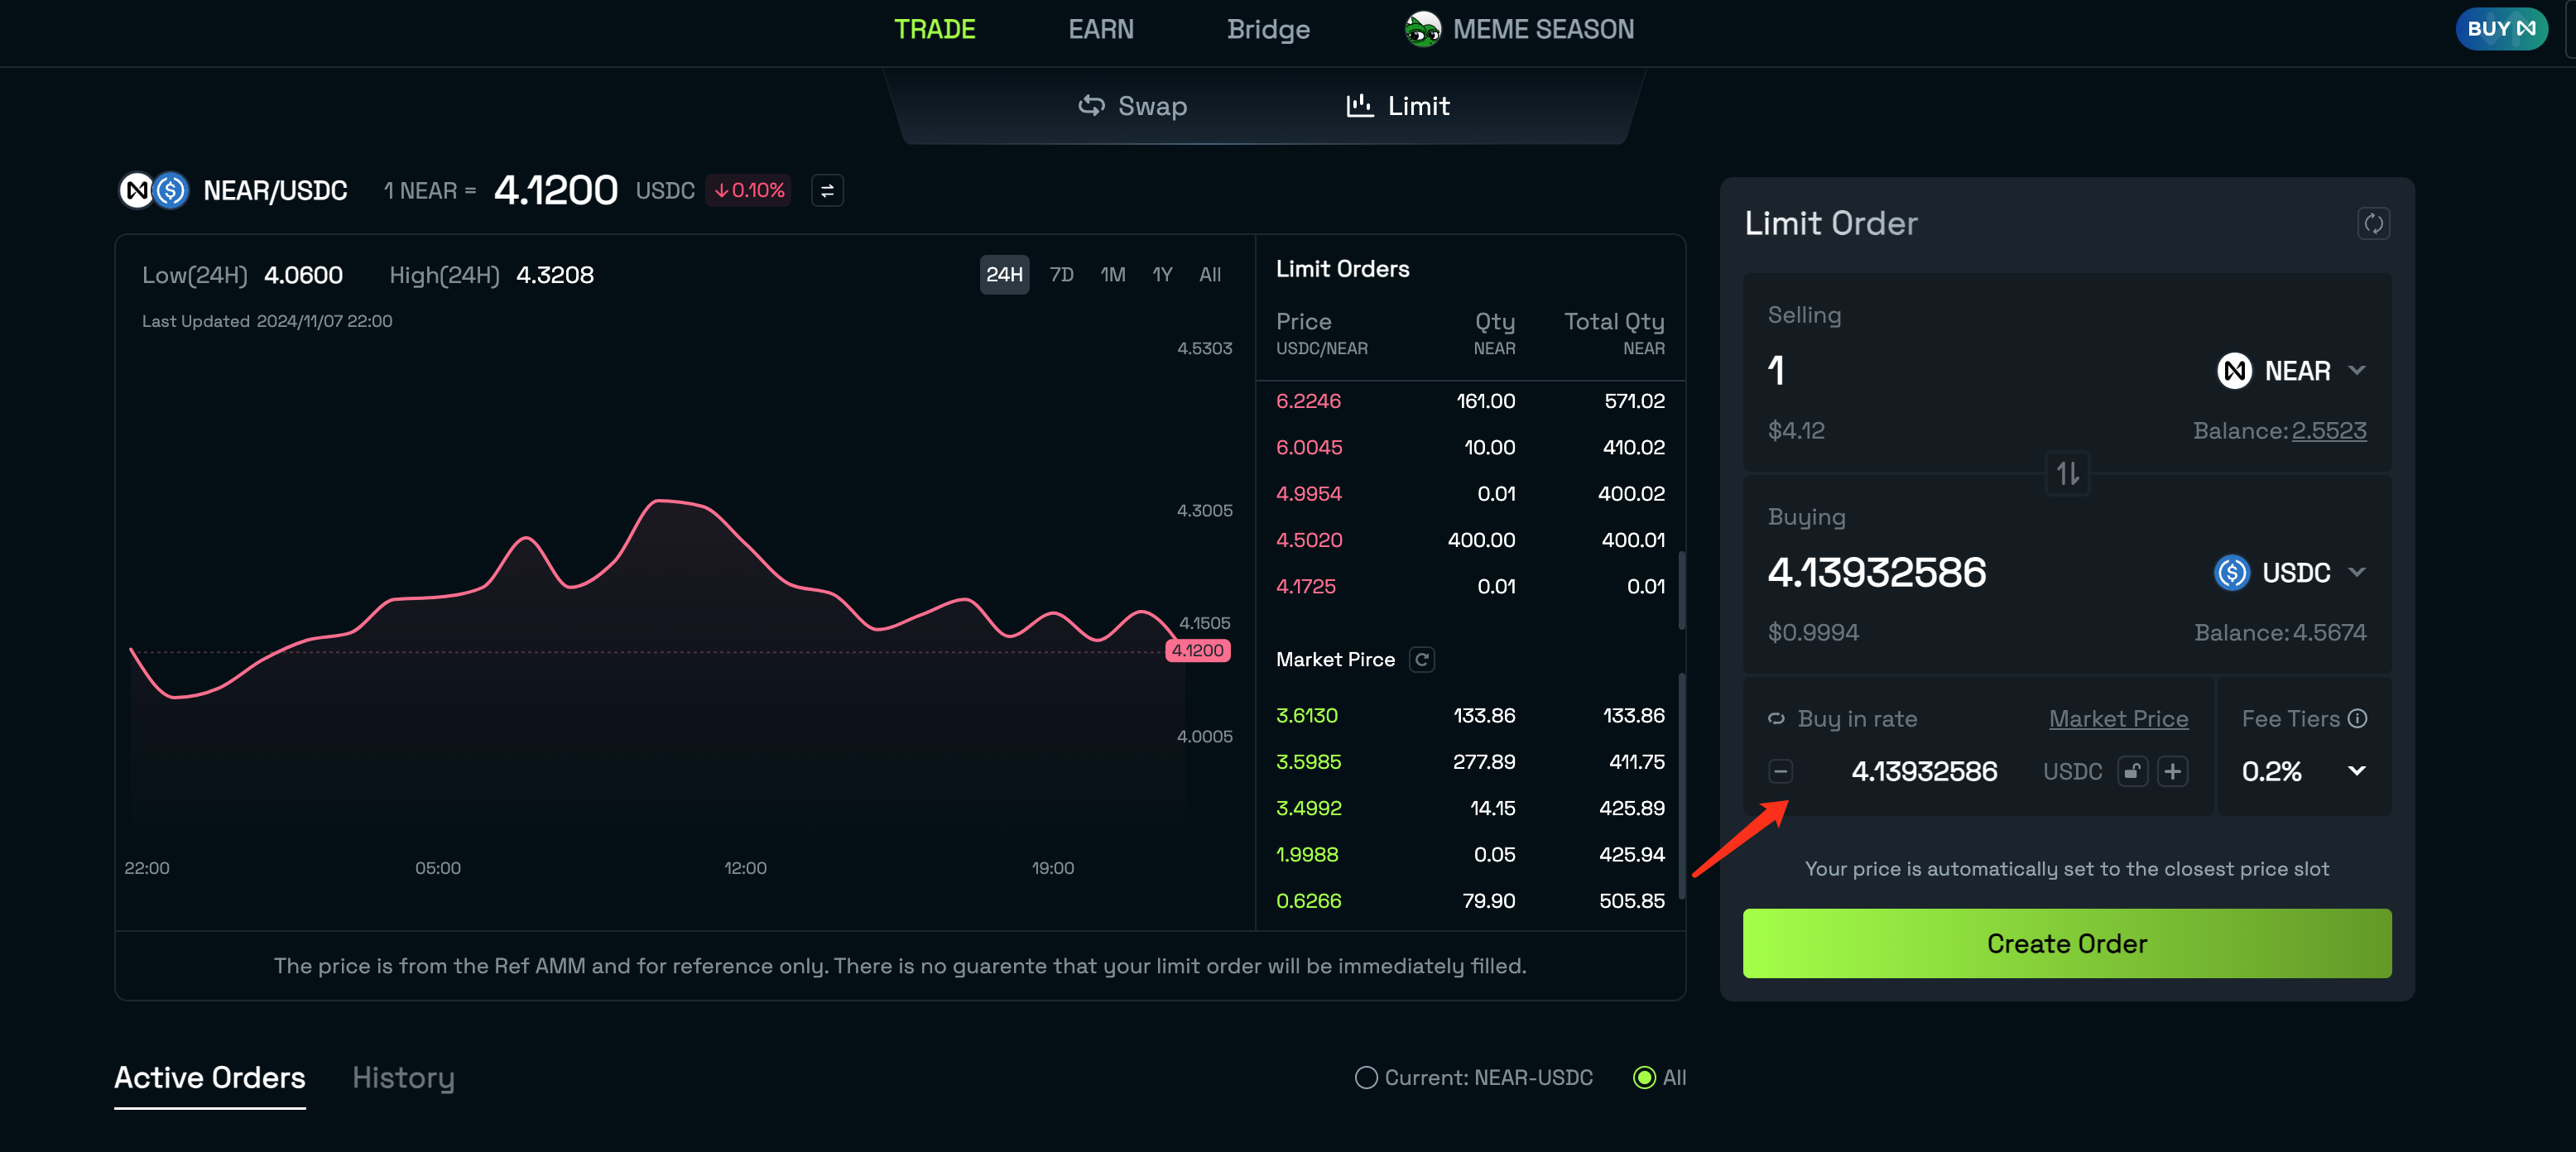 TRADE EARN Bridge MEME SEASON BUY
Swap Limit
NEAR/USDC 1 NEAR = 4.1200 USDC ↓0.10%
Low(24H) 4.0600 High(24H) 4.3208 24H 7D 1M 1Y All
Last Updated 2024/11/07 22:00
4.5303
4.3005
4.1505
4.1200
4.0005
22:00 05:00 12:00 19:00
Limit Orders
Price Qty Total Qty
USDC/NEAR NEAR NEAR
6.2246 161.00 571.02
6.0045 10.00 410.02
4.9954 0.01 400.02
4.5020 400.00 400.01
4.1725 0.01 0.01
Market Pirce
3.6130 133.86 133.86
3.5985 277.89 411.75
3.4992 14.15 425.89
1.9988 0.05 425.94
0.6266 79.90 505.85
The price is from the Ref AMM and for reference only. There is no guarente that your limit order will be immediately filled.
Limit Order
Selling
1 NEAR
$4.12 Balance: 2.5523
Buying
4.13932586 USDC
$0.9994 Balance: 4.5674
Buy in rate Market Price Fee Tiers
4.13932586 USDC 0.2%
Your price is automatically set to the closest price slot
Create Order
Active Orders History Current: NEAR-USDC All